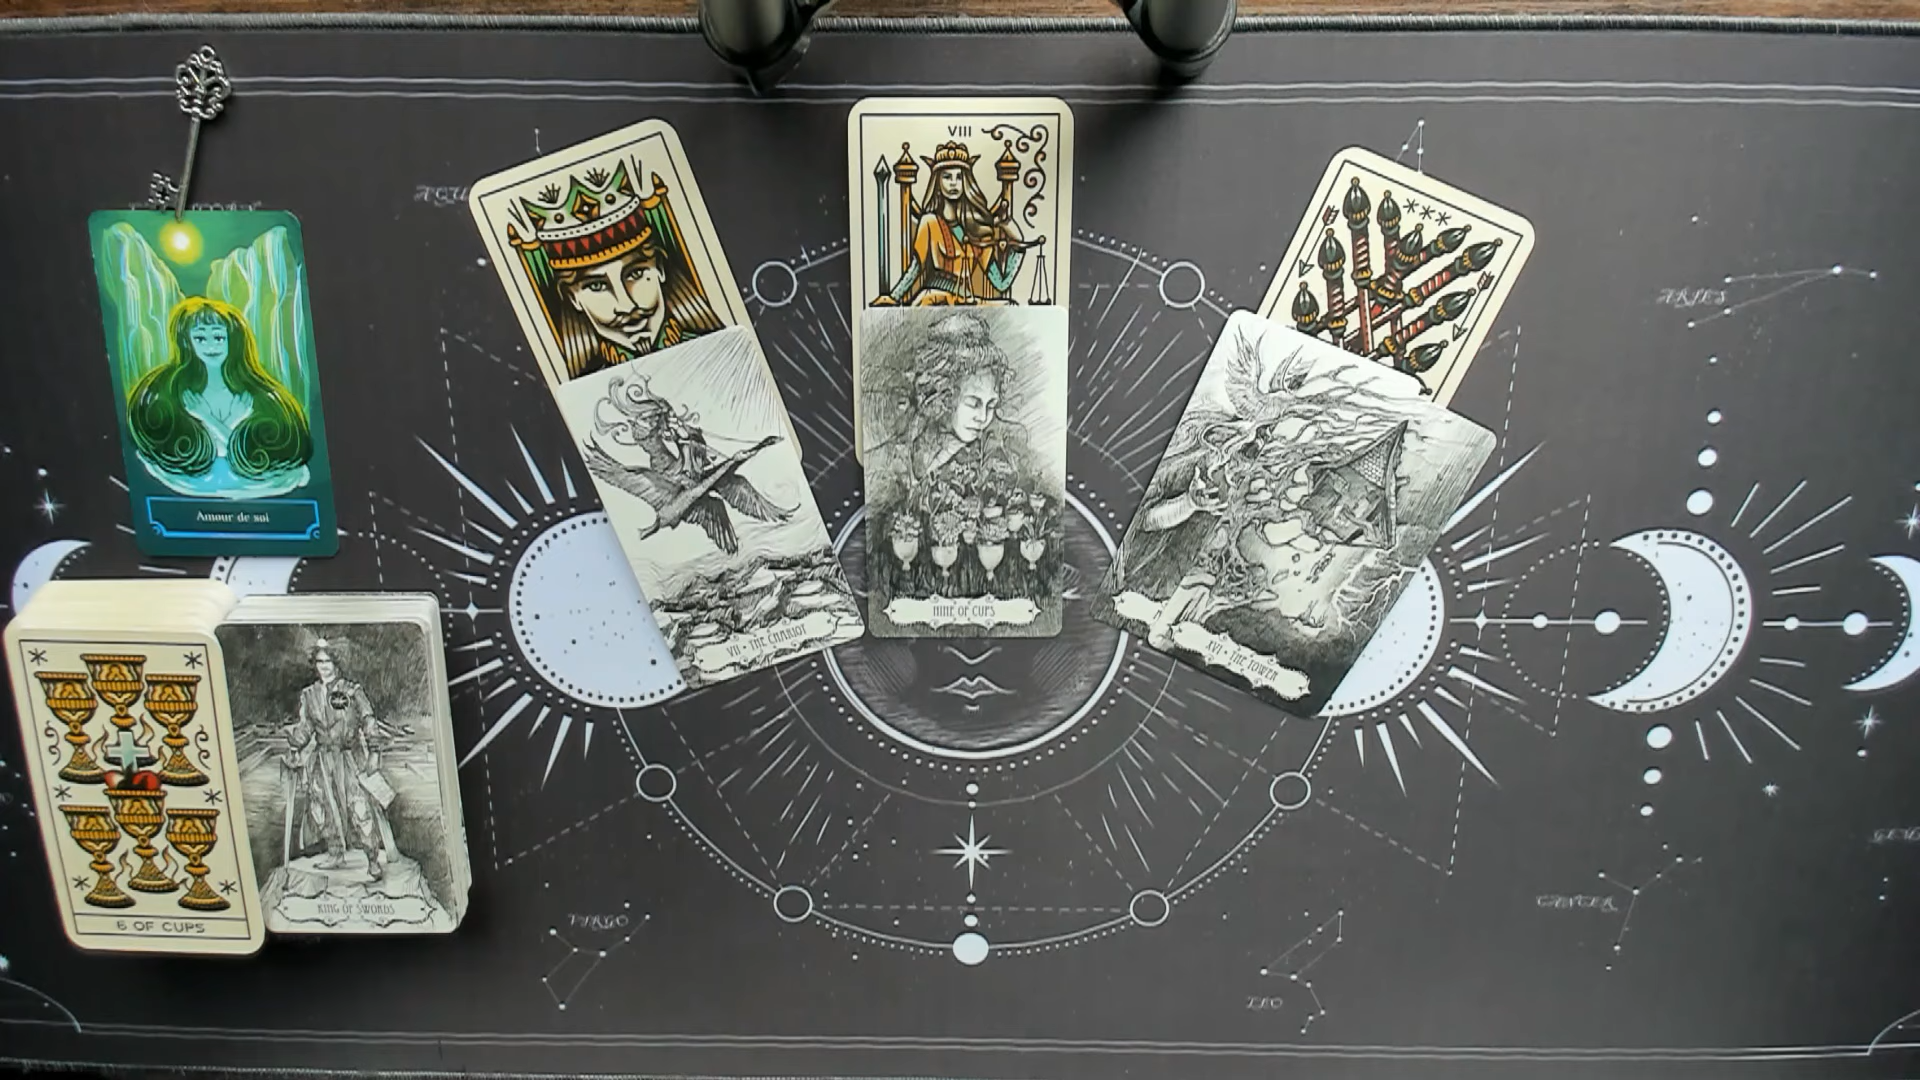 VIII
ARIES
Amour de soi
VII • THE CHARIOT
NINE OF CUPS
XVI • THE TOWER
6 OF CUPS
KING OF SWORDS
VIRGO
CANCER
LEO